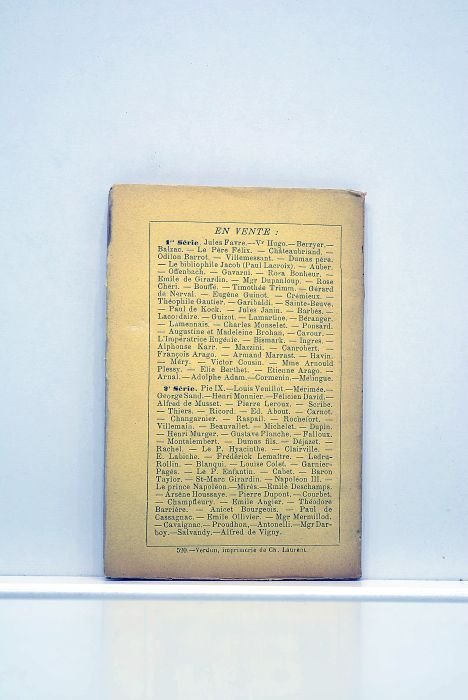 EN VENTE :
1re Série. Jules Favre.—Vr Hugo.—Berryer.—
Balzac. — Le Père Félix. — Châteaubriand. —
Odilon Barrot. — Villemessant. — Dumas père.
— Le bibliophile Jacob (Paul Lacroix). — Auber.
— Offenbach. — Gavarni. — Rosa Bonheur. —
Emile de Girardin. — Mgr Dupanloup. — Rose
Chéri. — Bouffé. — Timothée Trimm. — Gérard
de Nerval. — Eugène Guinot. — Crémieux. —
Théophile Gautier. — Garibaldi. — Sainte-Beuve.
— Paul de Kock. — Jules Janin. — Barbès. —
Lacordaire. — Guizot. — Lamartine. — Béranger.
— Lamennais. — Charles Monselet. — Ponsard.
— Augustine et Madeleine Brohan. — Cavour. —
L'Impératrice Eugénie. — Bismark. — Ingres.
Alphonse Karr. — Mazzini. — Canrobert. —
François Arago. — Armand Marrast. — Havin.
— Méry. — Victor Cousin. — Mme Arnould
Plessy. — Elie Berthet. — Etienne Arago. —
Arnal. — Adolphe Adam. — Cormenin. — Mélingue.
2e Série. Pie IX. — Louis Veuillot. — Mérimée. —
George Sand. — Henri Monnier. — Félicien David. —
Alfred de Musset. — Pierre Leroux. — Scribe.
— Thiers. — Ricord. — Ed. About. — Carnot.
— Changarnier. — Raspail. — Rochefort. —
Villemain. — Beauvallet. — Michelet. — Dupin.
— Henri Murger. — Gustave Planche. — Falloux.
— Montalembert. — Dumas fils. — Déjazet. —
Rachel. — Le P. Hyacinthe. — Clairville. —
E. Labiche. — Frédérick Lemaître. — Ledru-
Rollin. — Blanqui. — Louise Colet. — Garnier-
Pagès. — Le P. Enfantin. — Cabet. — Baron
Taylor. — St-Marc Girardin. — Napoléon III. —
Le prince Napoléon. — Mirès. — Emile Deschamps.
— Arsène Houssaye. — Pierre Dupont. — Courbet.
— Champfleury. — Emile Augier. — Théodore
Barrière. — Anicet Bourgeois. — Paul de
Cassagnac. — Emile Ollivier. — Mgr Mermillod.
— Cavaignac. — Proudhon. — Antonelli. — Mgr Dar-
boy. — Salvandy. — Alfred de Vigny.
520. — Verdun, imprimerie de Ch. Laurent.